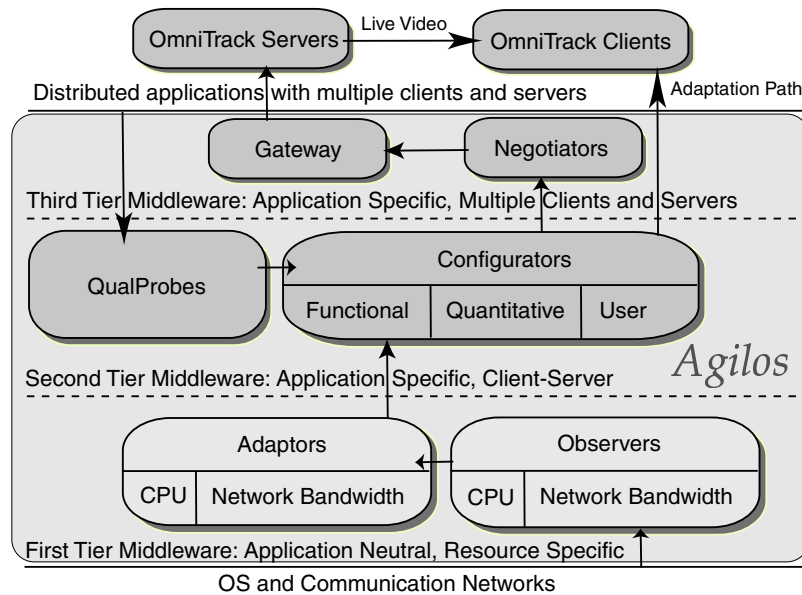 OmniTrack Servers
Live Video
OmniTrack Clients
Distributed applications with multiple clients and servers
Adaptation Path
Gateway
Negotiators
Third Tier Middleware: Application Specific, Multiple Clients and Servers
QualProbes
Configurators
Functional
Quantitative
User
Agilos
Second Tier Middleware: Application Specific, Client-Server
Adaptors
CPU
Network Bandwidth
Observers
CPU
Network Bandwidth
First Tier Middleware: Application Neutral, Resource Specific
OS and Communication Networks